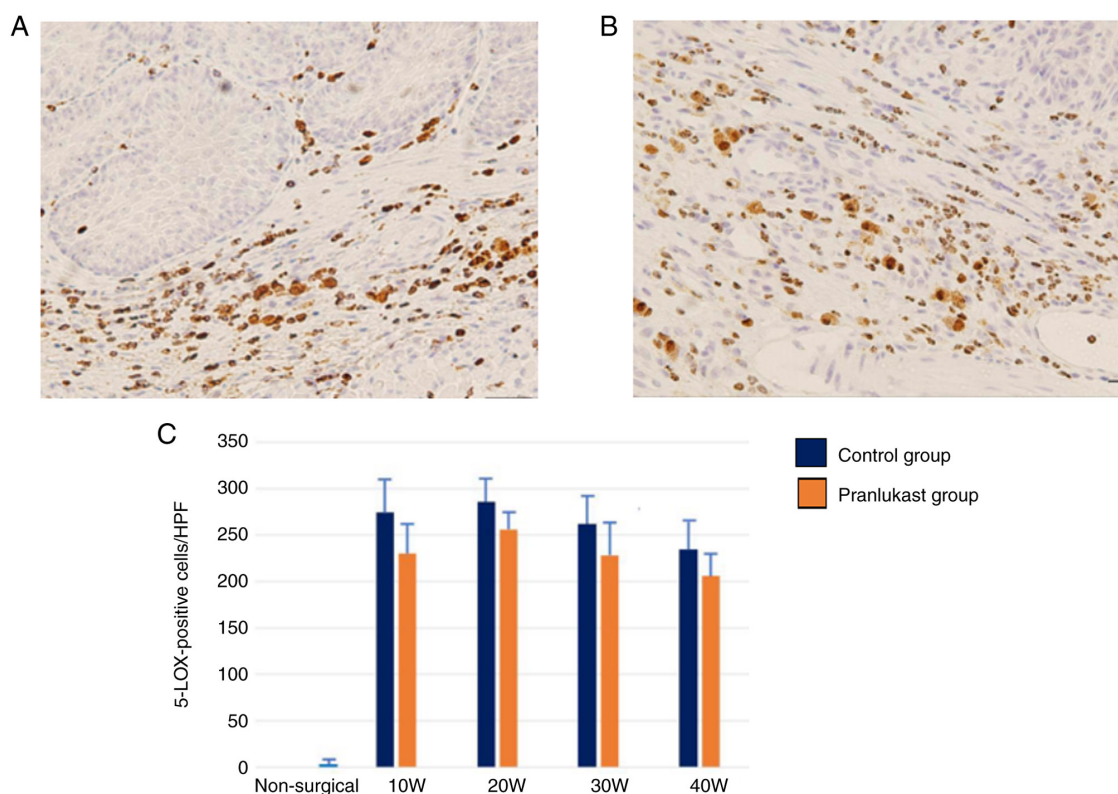 A
B
C
5-LOX-positive cells/HPF
350
300
250
200
150
100
50
0
Non-surgical
10W
20W
30W
40W
Control group
Pranlukast group